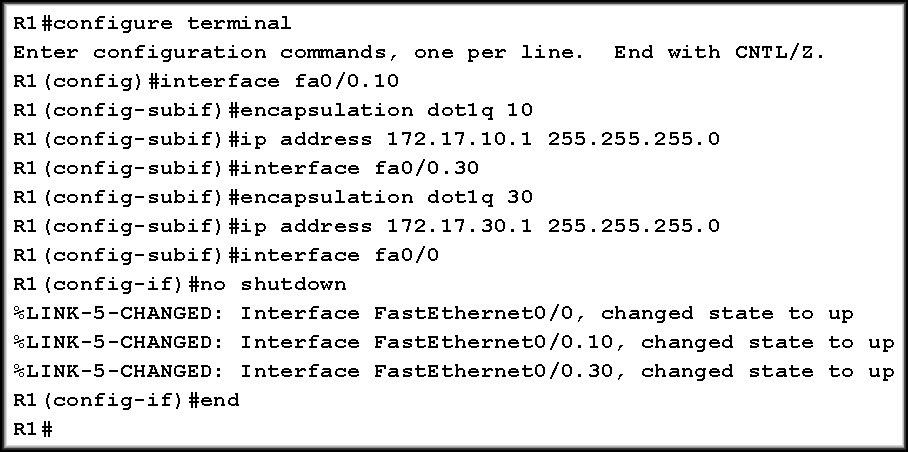 R1#configure terminal
Enter configuration commands, one per line.  End with CNTL/Z.
R1(config)#interface fa0/0.10
R1(config-subif)#encapsulation dot1q 10
R1(config-subif)#ip address 172.17.10.1 255.255.255.0
R1(config-subif)#interface fa0/0.30
R1(config-subif)#encapsulation dot1q 30
R1(config-subif)#ip address 172.17.30.1 255.255.255.0
R1(config-subif)#interface fa0/0
R1(config-if)#no shutdown
%LINK-5-CHANGED: Interface FastEthernet0/0, changed state to up
%LINK-5-CHANGED: Interface FastEthernet0/0.10, changed state to up
%LINK-5-CHANGED: Interface FastEthernet0/0.30, changed state to up
R1(config-if)#end
R1#